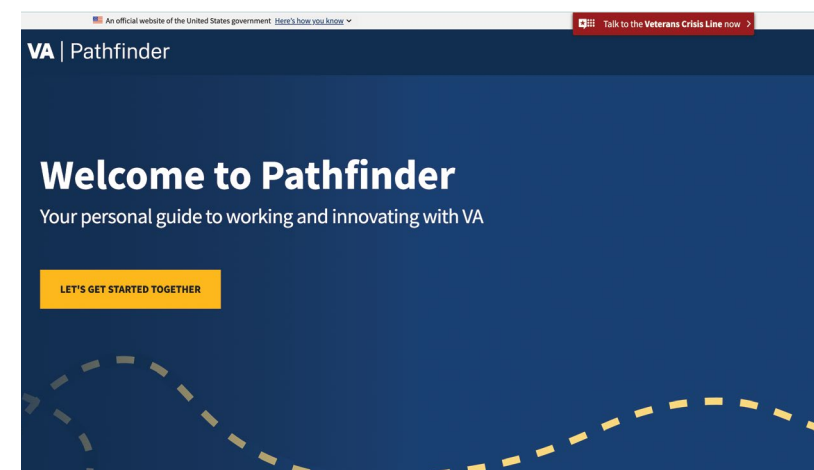 An official website of the United States government Here's how you know
Talk to the Veterans Crisis Line now
VA | Pathfinder
Welcome to Pathfinder
Your personal guide to working and innovating with VA
LET'S GET STARTED TOGETHER